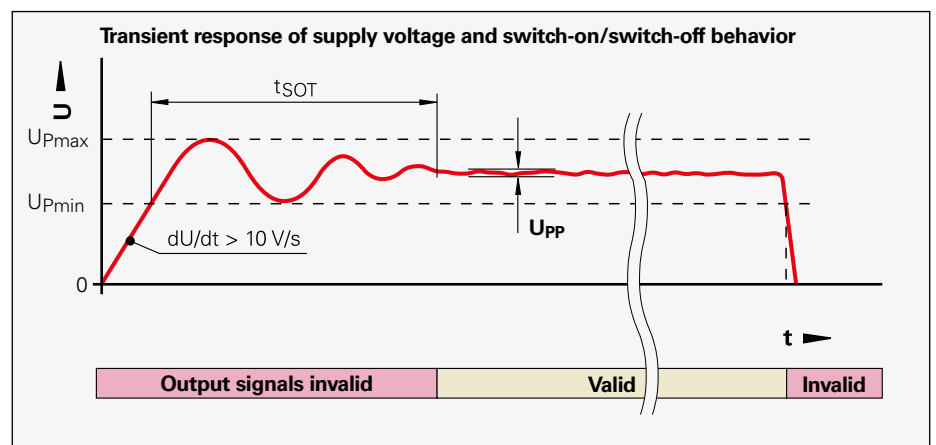 Transient response of supply voltage and switch-on/switch-off behavior
U
tSOT
UPmax
UPmin
UPP
dU/dt > 10 V/s
0
t
Output signals invalid
Valid
Invalid